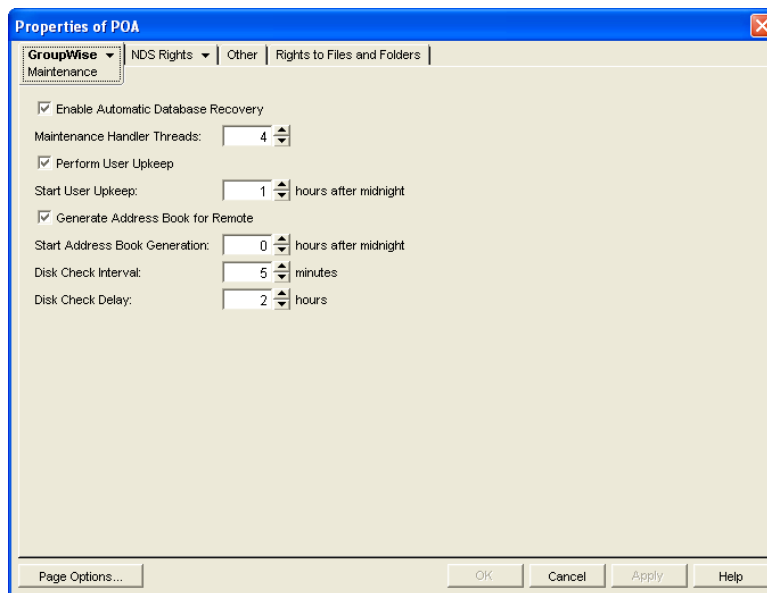 Properties of POA
GroupWise NDS Rights Other Rights to Files and Folders
Maintenance
Enable Automatic Database Recovery
Maintenance Handler Threads: 4
Perform User Upkeep
Start User Upkeep: 1 hours after midnight
Generate Address Book for Remote
Start Address Book Generation: 0 hours after midnight
Disk Check Interval: 5 minutes
Disk Check Delay: 2 hours
Page Options... OK Cancel Apply Help